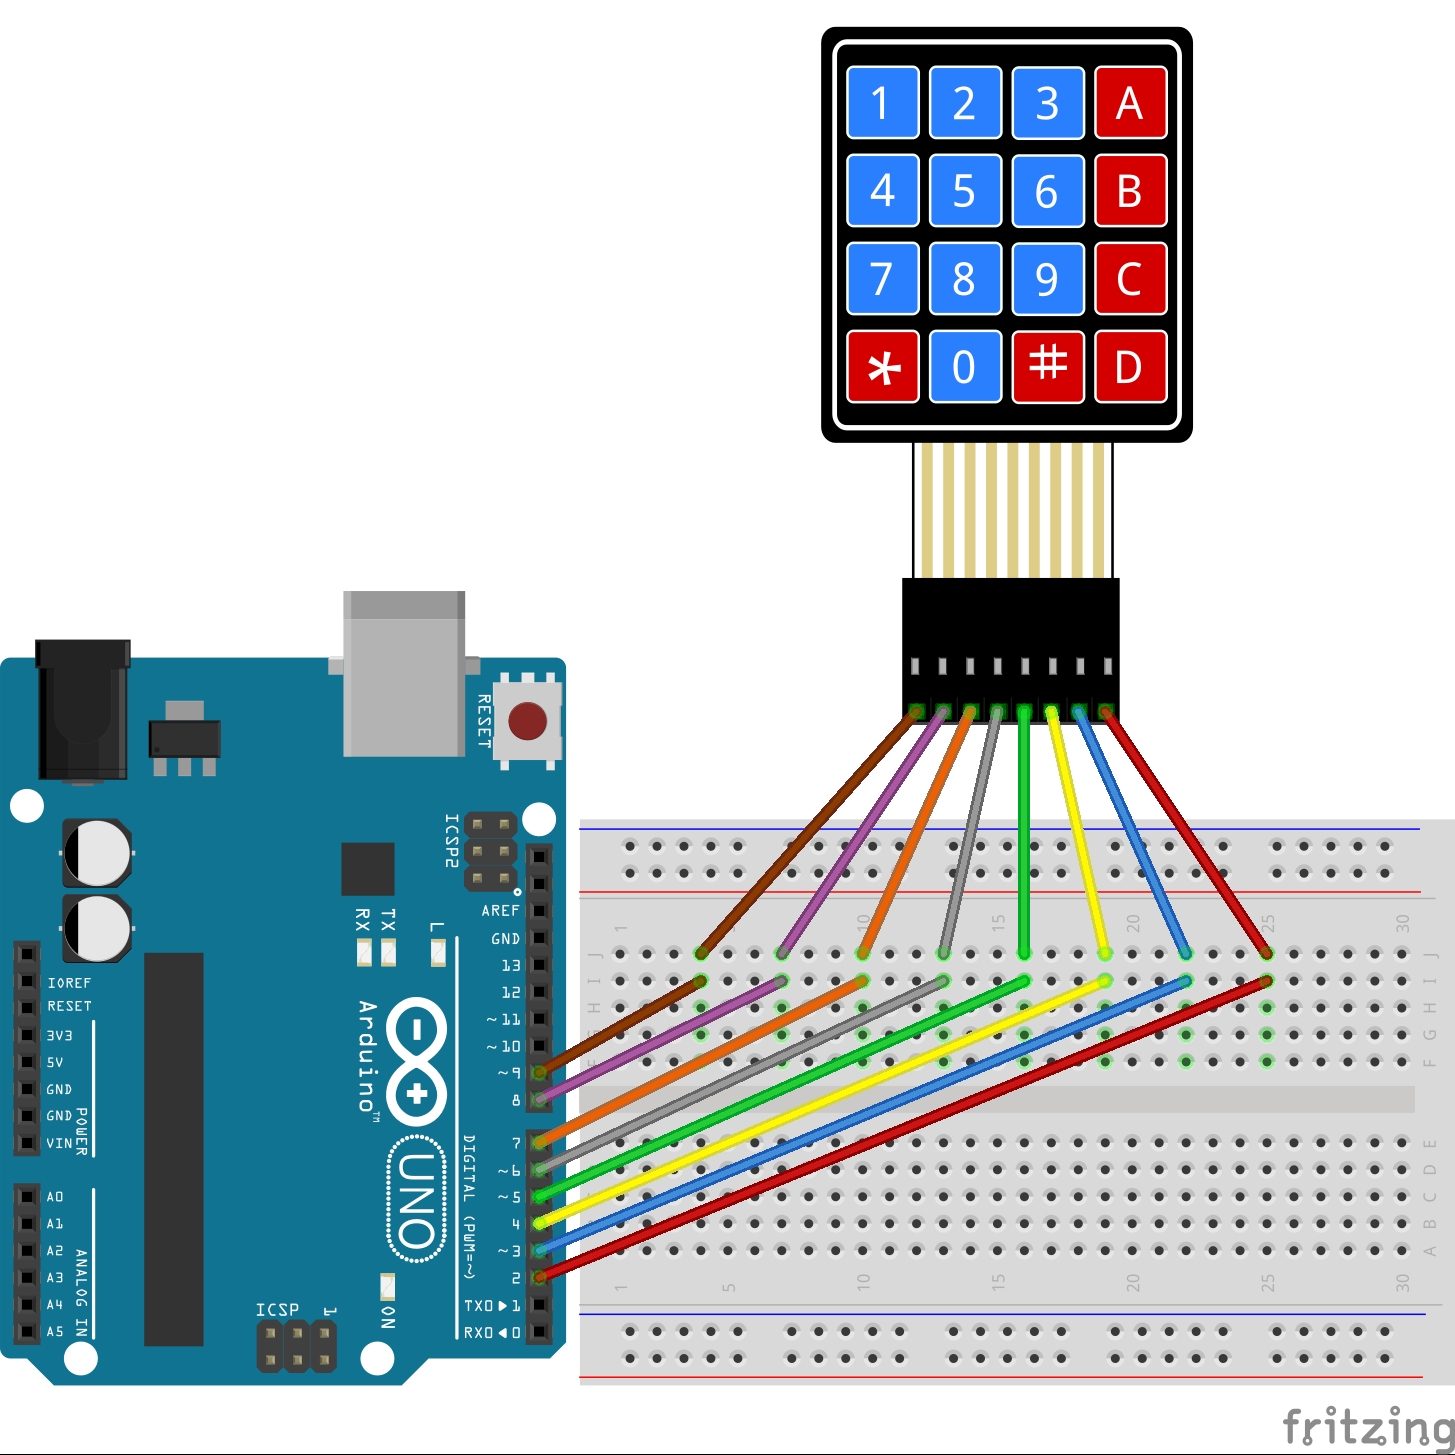 1 2 3 A
4 5 6 B
7 8 9 C
* 0 # D
RESET
ICSP2
AREF
GND
13
12
~11
~10
~9
8
7
~6
~5
4
~3
2
TX0▶1
RX0◀0
RX TX L
Arduino™
UNO
DIGITAL (PWM=~)
IOREF
RESET
3V3
5V
GND
GND
VIN
POWER
A0
A1
A2
A3
A4
A5
ANALOG IN
ICSP 1
ON
1 10 15 20 25 30
J J
I I
H H
G
F
E
D
C
B
A
1 5 10 15 20 25 30
fritzing